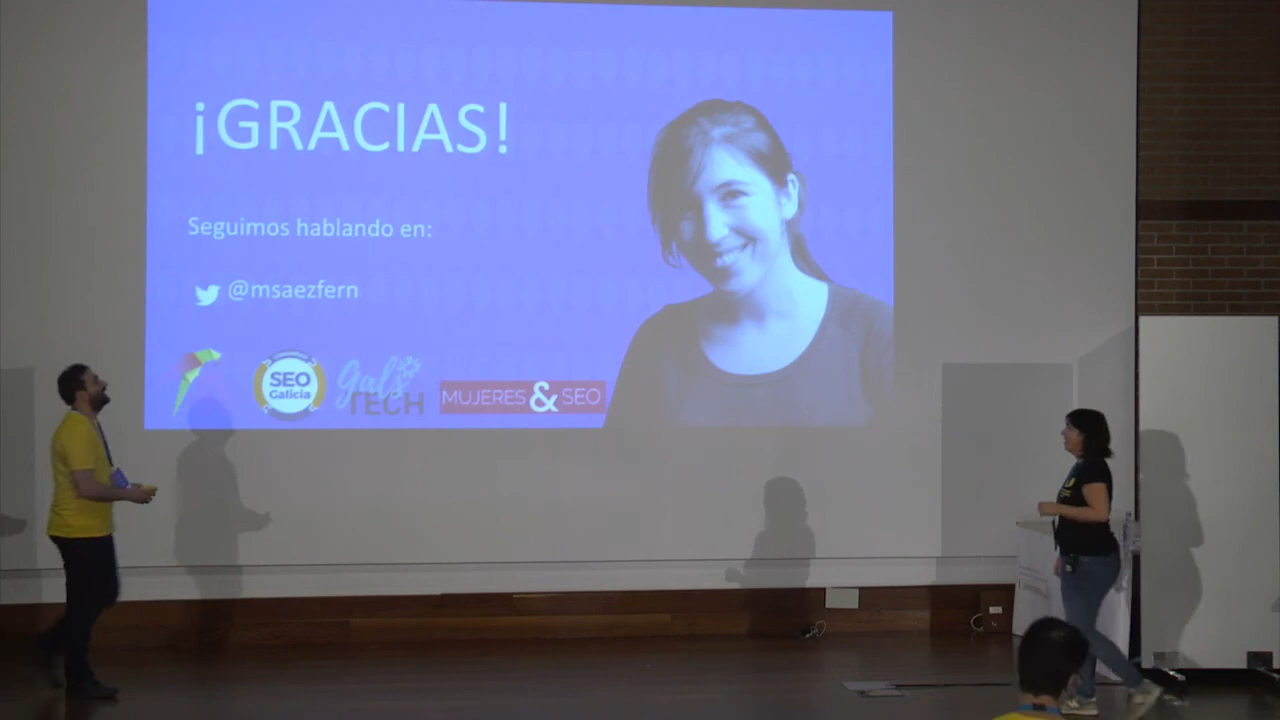 ¡GRACIAS!
Seguimos hablando en:
@msaezfern
SEO
Galicia
gals
TECH
MUJERES & SEO